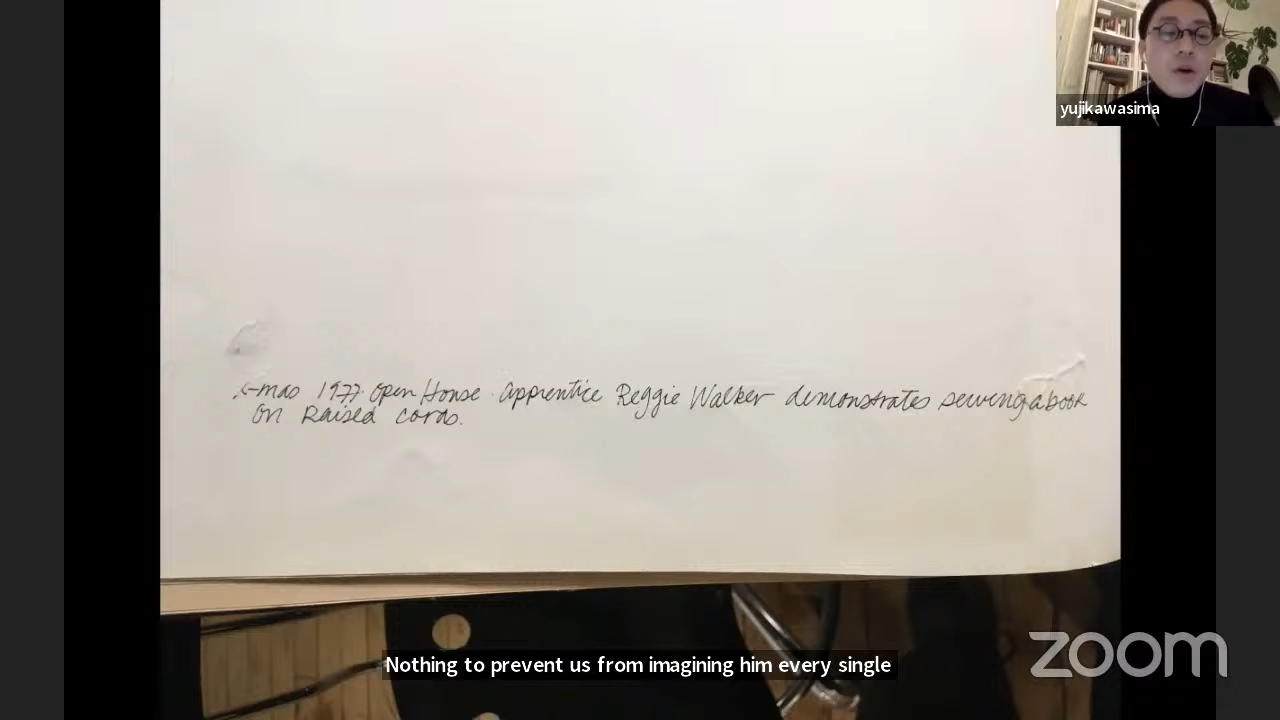 yujikawasima
X-mas 1977. Open House. Apprentice Reggie Walker demonstrates sewing a book
on Raised cords.
Nothing to prevent us from imagining him every single
zoom